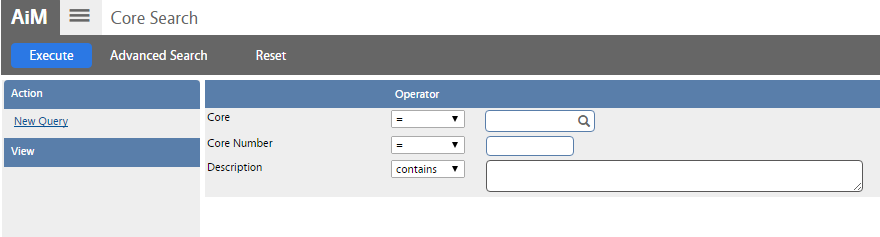 AiM Core Search
Execute Advanced Search Reset
Action
New Query
View
Operator
Core =
Core Number =
Description contains